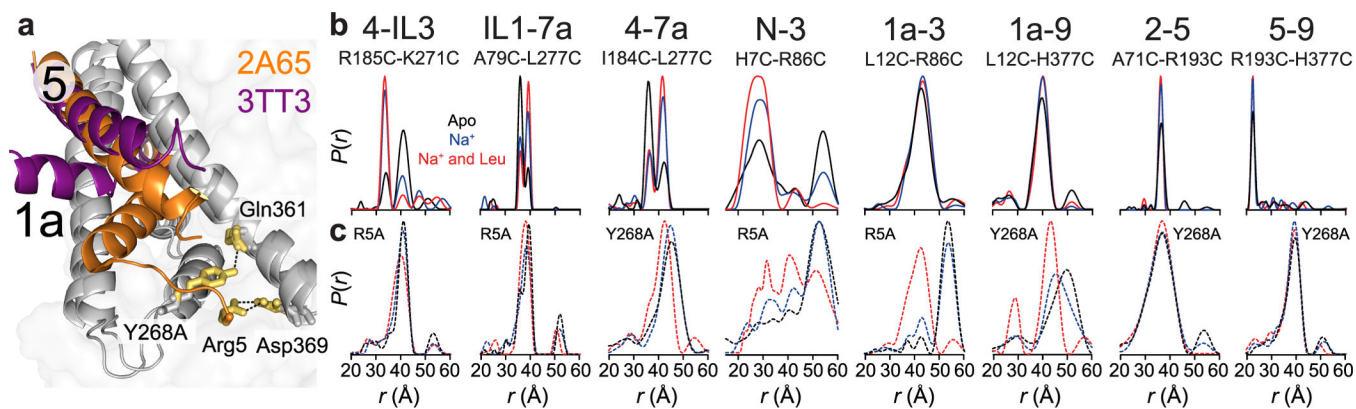 a
5
2A65
3TT3
1a
Gln361
Y268A
Arg5
Asp369
b
4-IL3
IL1-7a
4-7a
N-3
1a-3
1a-9
2-5
5-9
R185C-K271C
A79C-L277C
I184C-L277C
H7C-R86C
L12C-R86C
L12C-H377C
A71C-R193C
R193C-H377C
P(r)
Apo
Na⁺
Na⁺ and Leu
c
P(r)
R5A
R5A
Y268A
R5A
R5A
Y268A
Y268A
Y268A
20 30 40 50 60
20 30 40 50 60
20 30 40 50 60
20 30 40 50 60
20 30 40 50 60
20 30 40 50 60
20 30 40 50 60
20 30 40 50 60
r (Å)
r (Å)
r (Å)
r (Å)
r (Å)
r (Å)
r (Å)
r (Å)